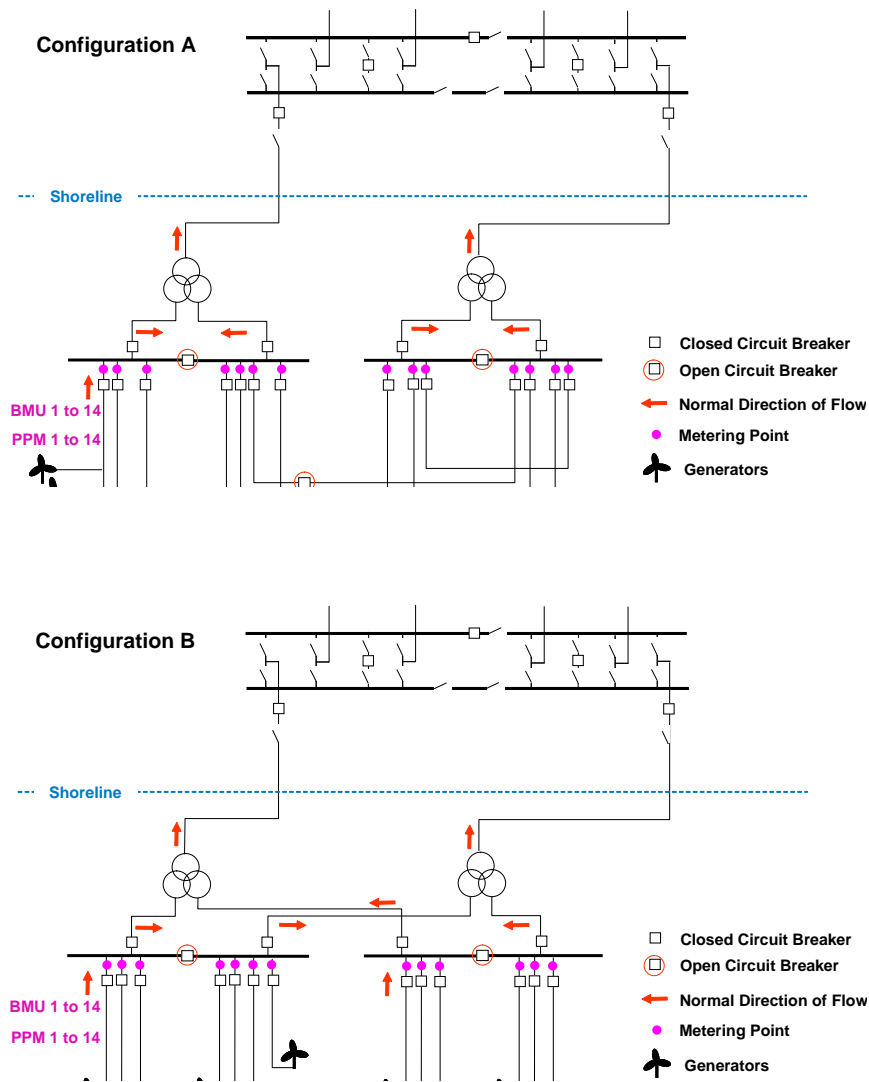 Configuration A
Shoreline
Closed Circuit Breaker
Open Circuit Breaker
BMU 1 to 14
Normal Direction of Flow
PPM 1 to 14
Metering Point
Generators
Configuration B
Shoreline
Closed Circuit Breaker
Open Circuit Breaker
BMU 1 to 14
Normal Direction of Flow
PPM 1 to 14
Metering Point
Generators